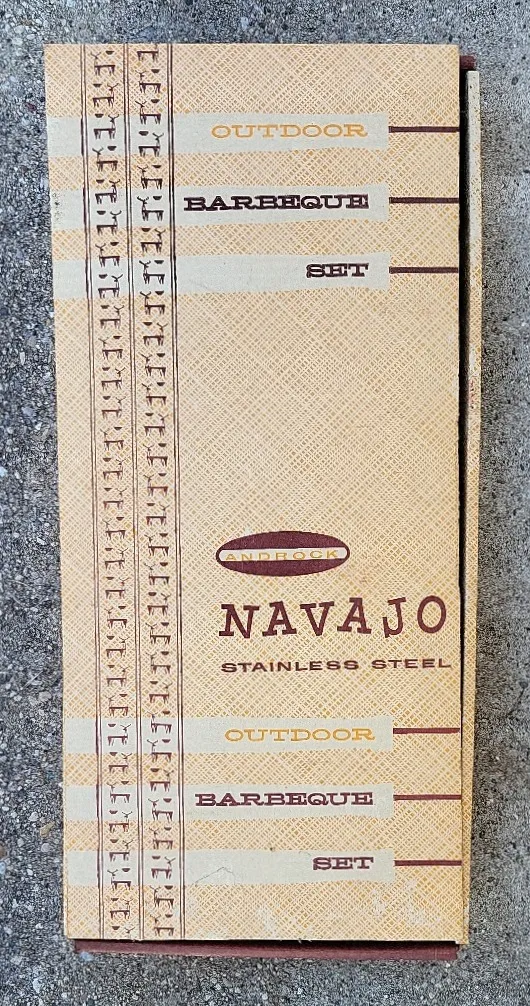 OUTDOOR
BARBEQUE
SET
ANDROCK
NAVAJO
STAINLESS STEEL
OUTDOOR
BARBEQUE
SET